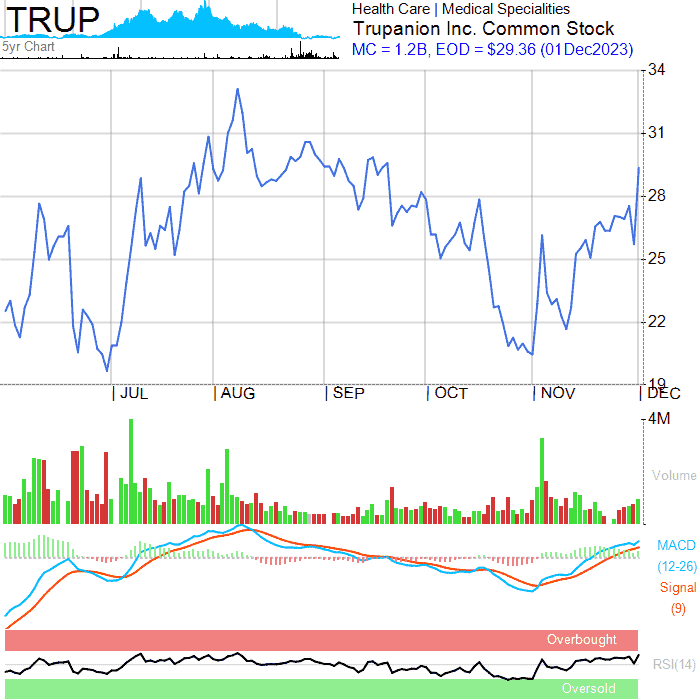 TRUP
5yr Chart
Health Care | Medical Specialities
Trupanion Inc. Common Stock
MC = 1.2B, EOD = $29.36 (01Dec2023)
34
31
28
25
22
19
JUL AUG SEP OCT NOV DEC
4M
Volume
MACD
(12-26)
Signal
(9)
Overbought
RSI(14)
Oversold